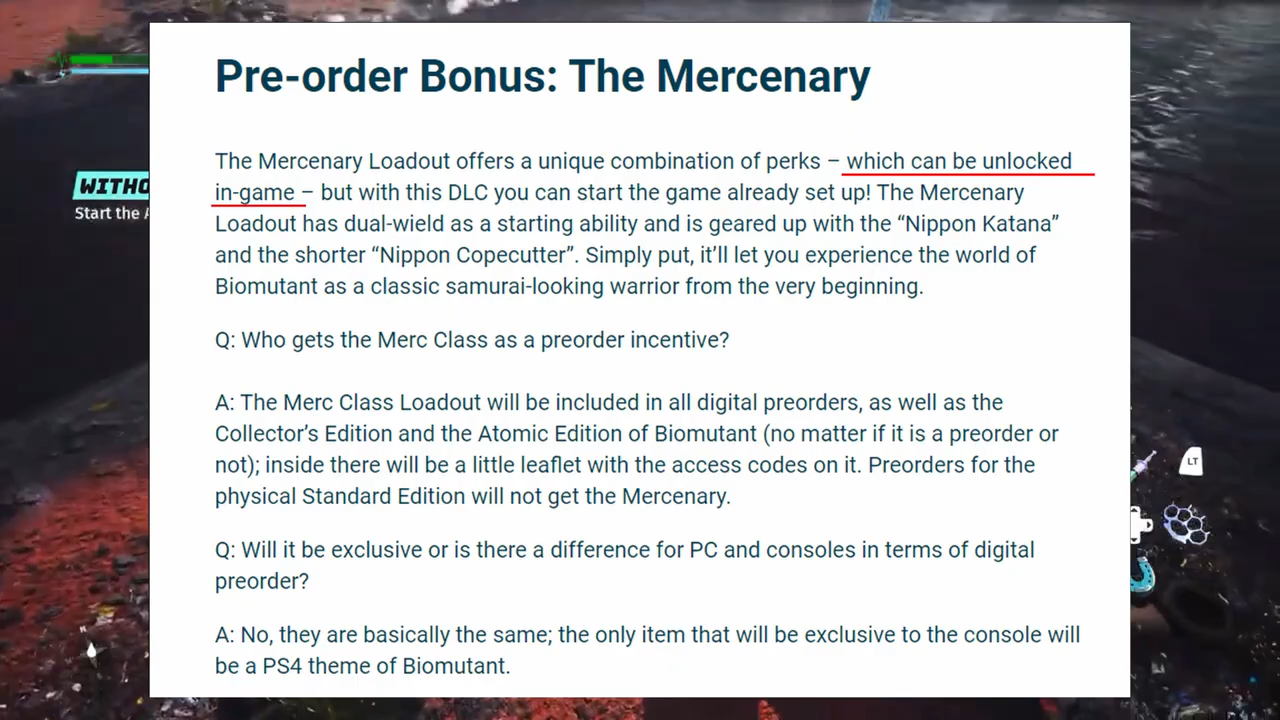 Pre-order Bonus: The Mercenary
The Mercenary Loadout offers a unique combination of perks – which can be unlocked
in-game – but with this DLC you can start the game already set up! The Mercenary
Loadout has dual-wield as a starting ability and is geared up with the “Nippon Katana”
and the shorter “Nippon Copecutter”. Simply put, it’ll let you experience the world of
Biomutant as a classic samurai-looking warrior from the very beginning.
Q: Who gets the Merc Class as a preorder incentive?
A: The Merc Class Loadout will be included in all digital preorders, as well as the
Collector’s Edition and the Atomic Edition of Biomutant (no matter if it is a preorder or
not); inside there will be a little leaflet with the access codes on it. Preorders for the
physical Standard Edition will not get the Mercenary.
Q: Will it be exclusive or is there a difference for PC and consoles in terms of digital
preorder?
A: No, they are basically the same; the only item that will be exclusive to the console will
be a PS4 theme of Biomutant.
WITHO
Start the A
LT
N